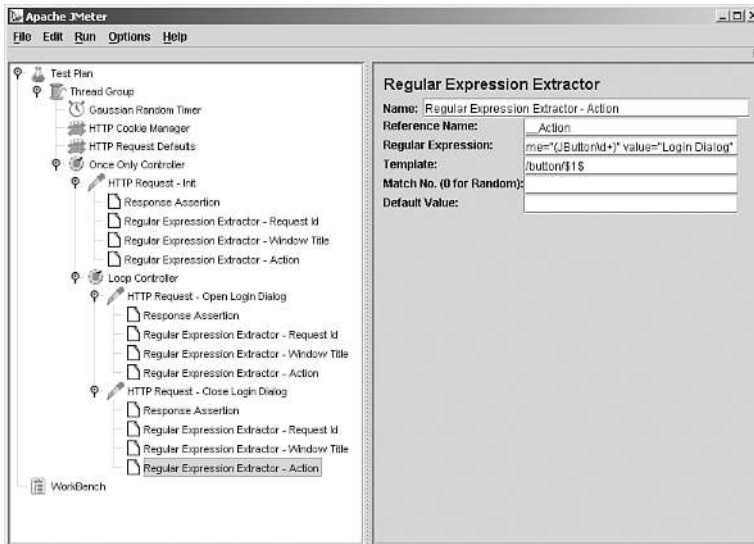 Apache JMeter
File Edit Run Options Help
Test Plan
Thread Group
Gaussian Random Timer
HTTP Cookie Manager
HTTP Request Defaults
Once Only Controller
HTTP Request - Init
Response Assertion
Regular Expression Extractor - Request Id
Regular Expression Extractor - Window Title
Regular Expression Extractor - Action
Loop Controller
HTTP Request - Open Login Dialog
Response Assertion
Regular Expression Extractor - Request Id
Regular Expression Extractor - Window Title
Regular Expression Extractor - Action
HTTP Request - Close Login Dialog
Response Assertion
Regular Expression Extractor - Request Id
Regular Expression Extractor - Window Title
Regular Expression Extractor - Action
WorkBench
Regular Expression Extractor
Name: Regular Expression Extractor - Action
Reference Name: __Action
Regular Expression: me="(JButton\d+)" value="Login Dialog"
Template: /button/$1$
Match No. (0 for Random):
Default Value: